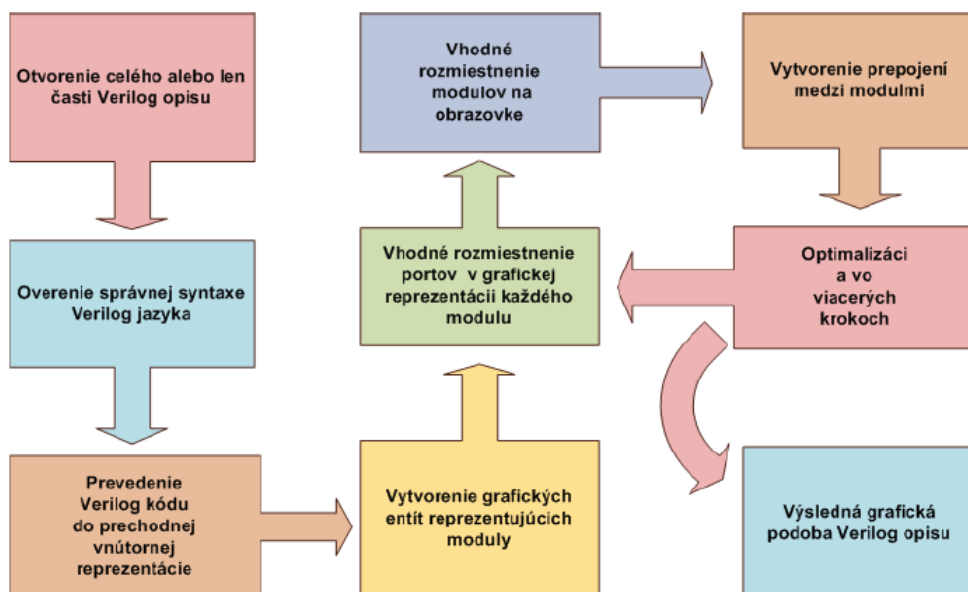 Otvorenie celého alebo len
časti Verilog opisu
Overenie správnej syntaxe
Verilog jazyka
Prevedenie
Verilog kódu
do prechodnej
vnútornej
reprezentácie
Vytvorenie grafických
entít reprezentujúcich
moduly
Vhodné rozmiestnenie
portov v grafickej
reprezentácii každého
modulu
Vhodné
rozmiestnenie
modulov na
obrazovke
Vytvorenie prepojení
medzi modulmi
Optimalizáci
a vo
viacerých
krokoch
Výsledná grafická
podoba Verilog opisu